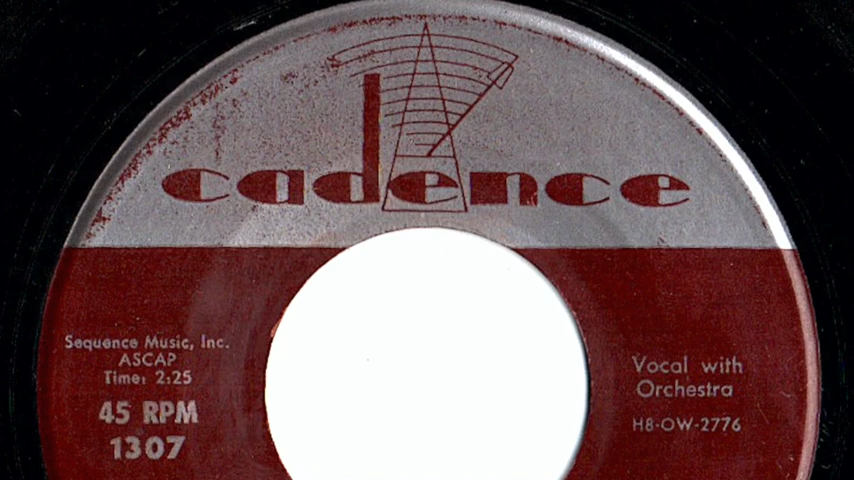 cadence
Sequence Music, Inc.
ASCAP
Time: 2:25
45 RPM
1307
Vocal with
Orchestra
H8-OW-2776